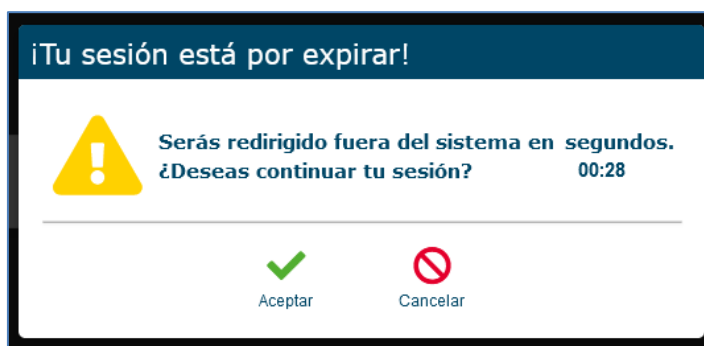 ¡Tu sesión está por expirar!
Serás redirigido fuera del sistema en segundos.
¿Deseas continuar tu sesión? 00:28
Aceptar Cancelar